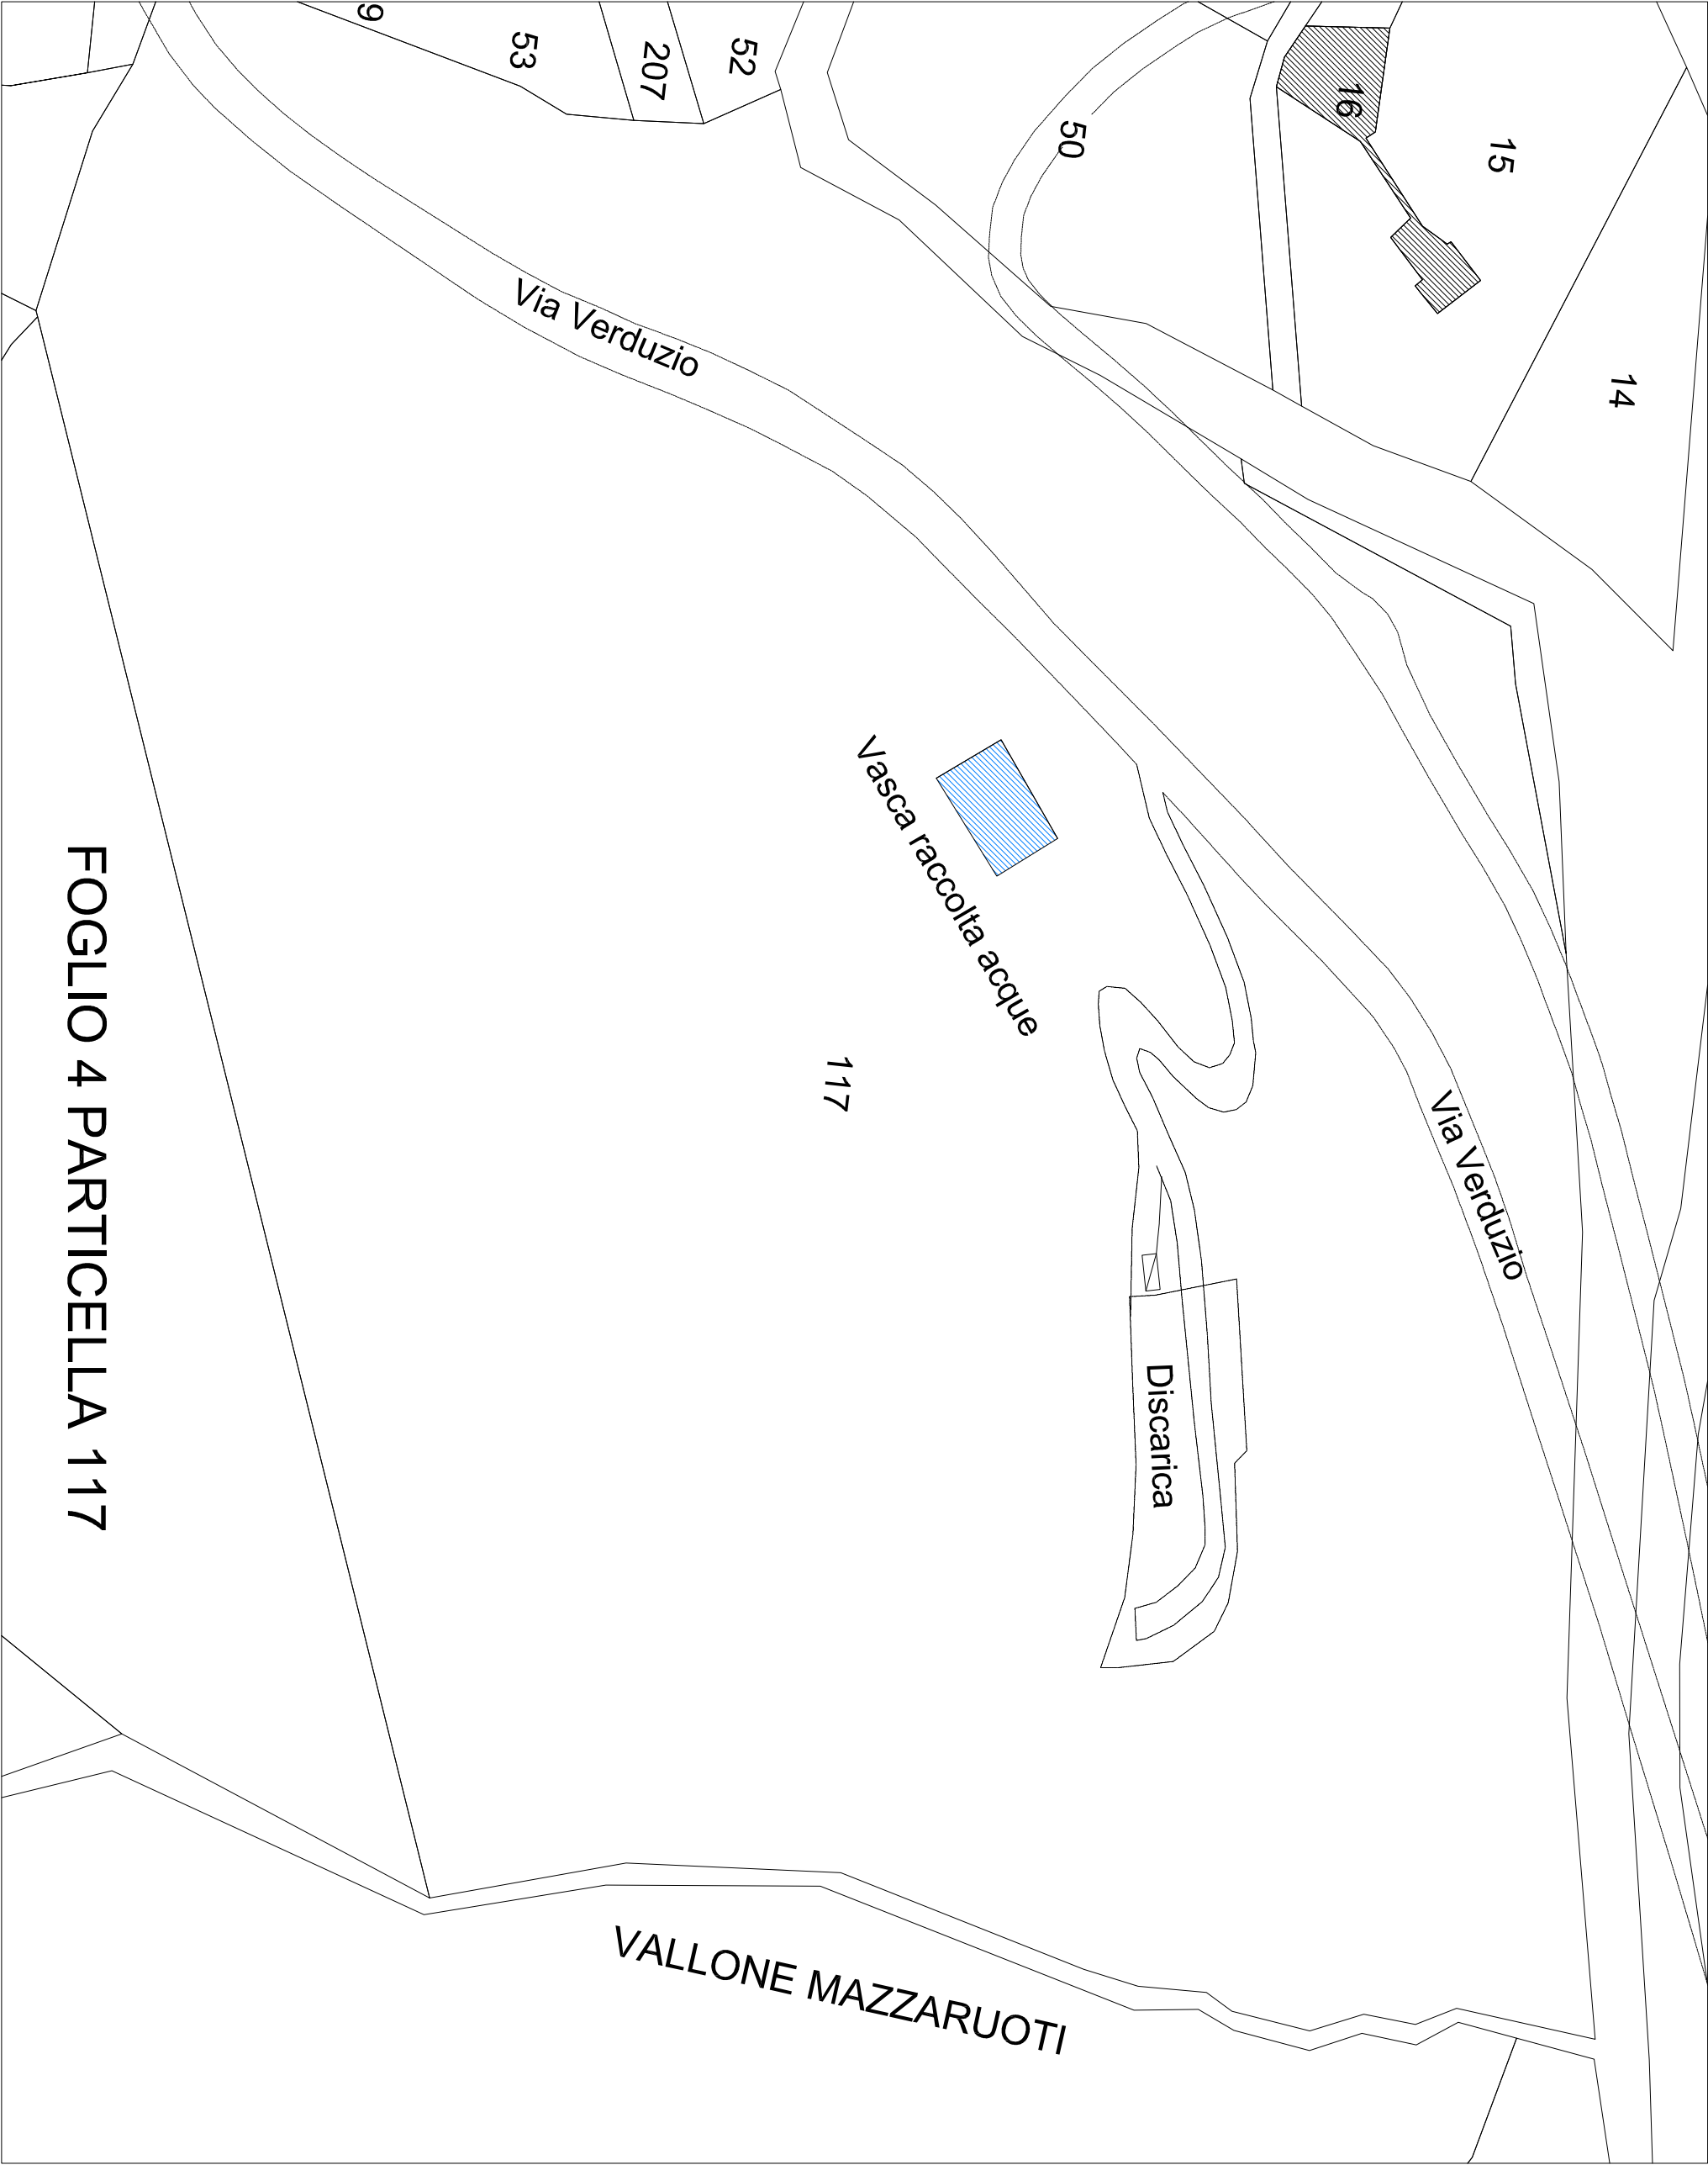 9
53
207
52
50
16
15
14
Via Verduzio
Vasca raccolta acque
117
Via Verduzio
Discarica
FOGLIO 4 PARTICELLA 117
VALLONE MAZZARUOTI